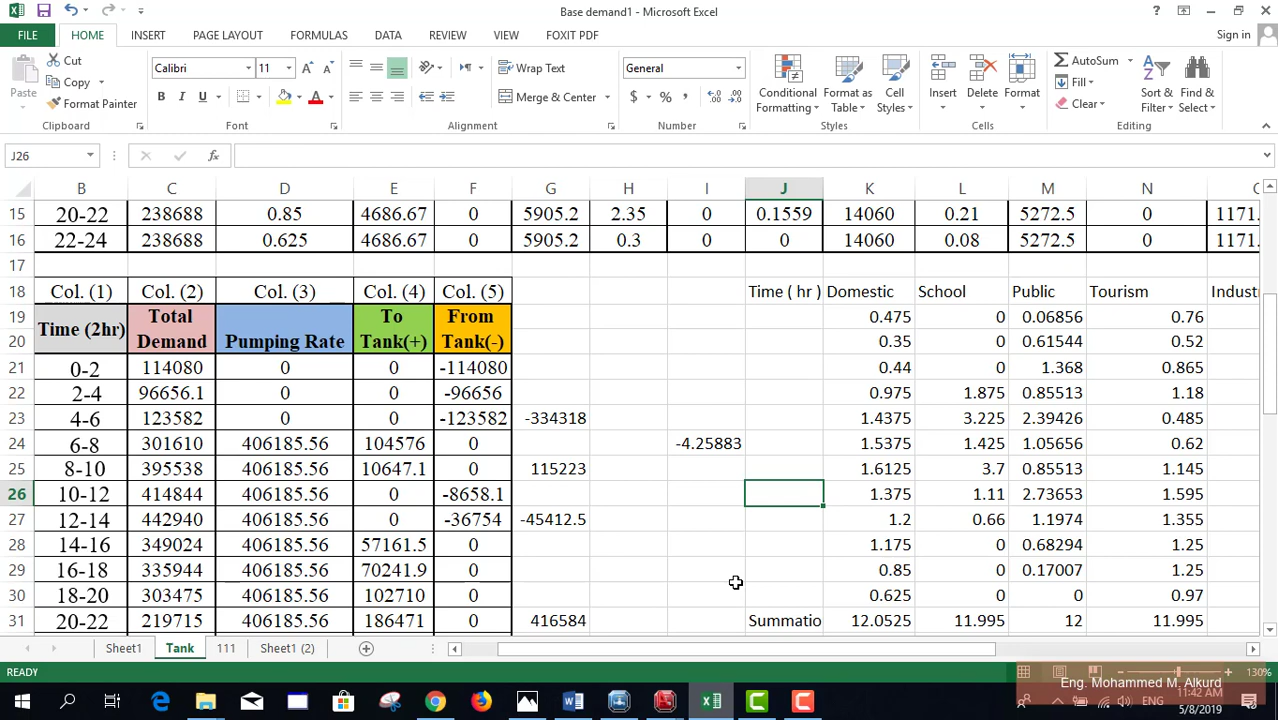 Base demand1 - Microsoft Excel
FILE HOME INSERT PAGE LAYOUT FORMULAS DATA REVIEW VIEW FOXIT PDF Sign in
Cut Calibri 11 Wrap Text General AutoSum
Paste Copy Conditional Format as Cell Insert Delete Format Fill Sort & Find &
Format Painter B I U Merge & Center $ % , Formatting Table Styles Clear Filter Select
Clipboard Font Alignment Number Styles Cells Editing
J26 fx
B C D E F G H I J K L M N
15 20-22 238688 0.85 4686.67 0 5905.2 2.35 0 0.1559 14060 0.21 5272.5 0 1171.
16 22-24 238688 0.625 4686.67 0 5905.2 0.3 0 0 14060 0.08 5272.5 0 1171.
17
18 Col. (1) Col. (2) Col. (3) Col. (4) Col. (5) Time ( hr ) Domestic School Public Tourism Indust
19 Time (2hr) Total To From 0.475 0 0.06856 0.76
20 Demand Pumping Rate Tank(+) Tank(-) 0.35 0 0.61544 0.52
21 0-2 114080 0 0 -114080 0.44 0 1.368 0.865
22 2-4 96656.1 0 0 -96656 0.975 1.875 0.85513 1.18
23 4-6 123582 0 0 -123582 -334318 1.4375 3.225 2.39426 0.485
24 6-8 301610 406185.56 104576 0 -4.25883 1.5375 1.425 1.05656 0.62
25 8-10 395538 406185.56 10647.1 0 115223 1.6125 3.7 0.85513 1.145
26 10-12 414844 406185.56 0 -8658.1 1.375 1.11 2.73653 1.595
27 12-14 442940 406185.56 0 -36754 -45412.5 1.2 0.66 1.1974 1.355
28 14-16 349024 406185.56 57161.5 0 1.175 0 0.68294 1.25
29 16-18 335944 406185.56 70241.9 0 0.85 0 0.17007 1.25
30 18-20 303475 406185.56 102710 0 0.625 0 0 0.97
31 20-22 219715 406185.56 186471 0 416584 Summatio 12.0525 11.995 12 11.995
Sheet1 Tank 111 Sheet1 (2)
READY 130%
Eng. Mohammed M. Alkurd
11:42 AM
5/8/2019